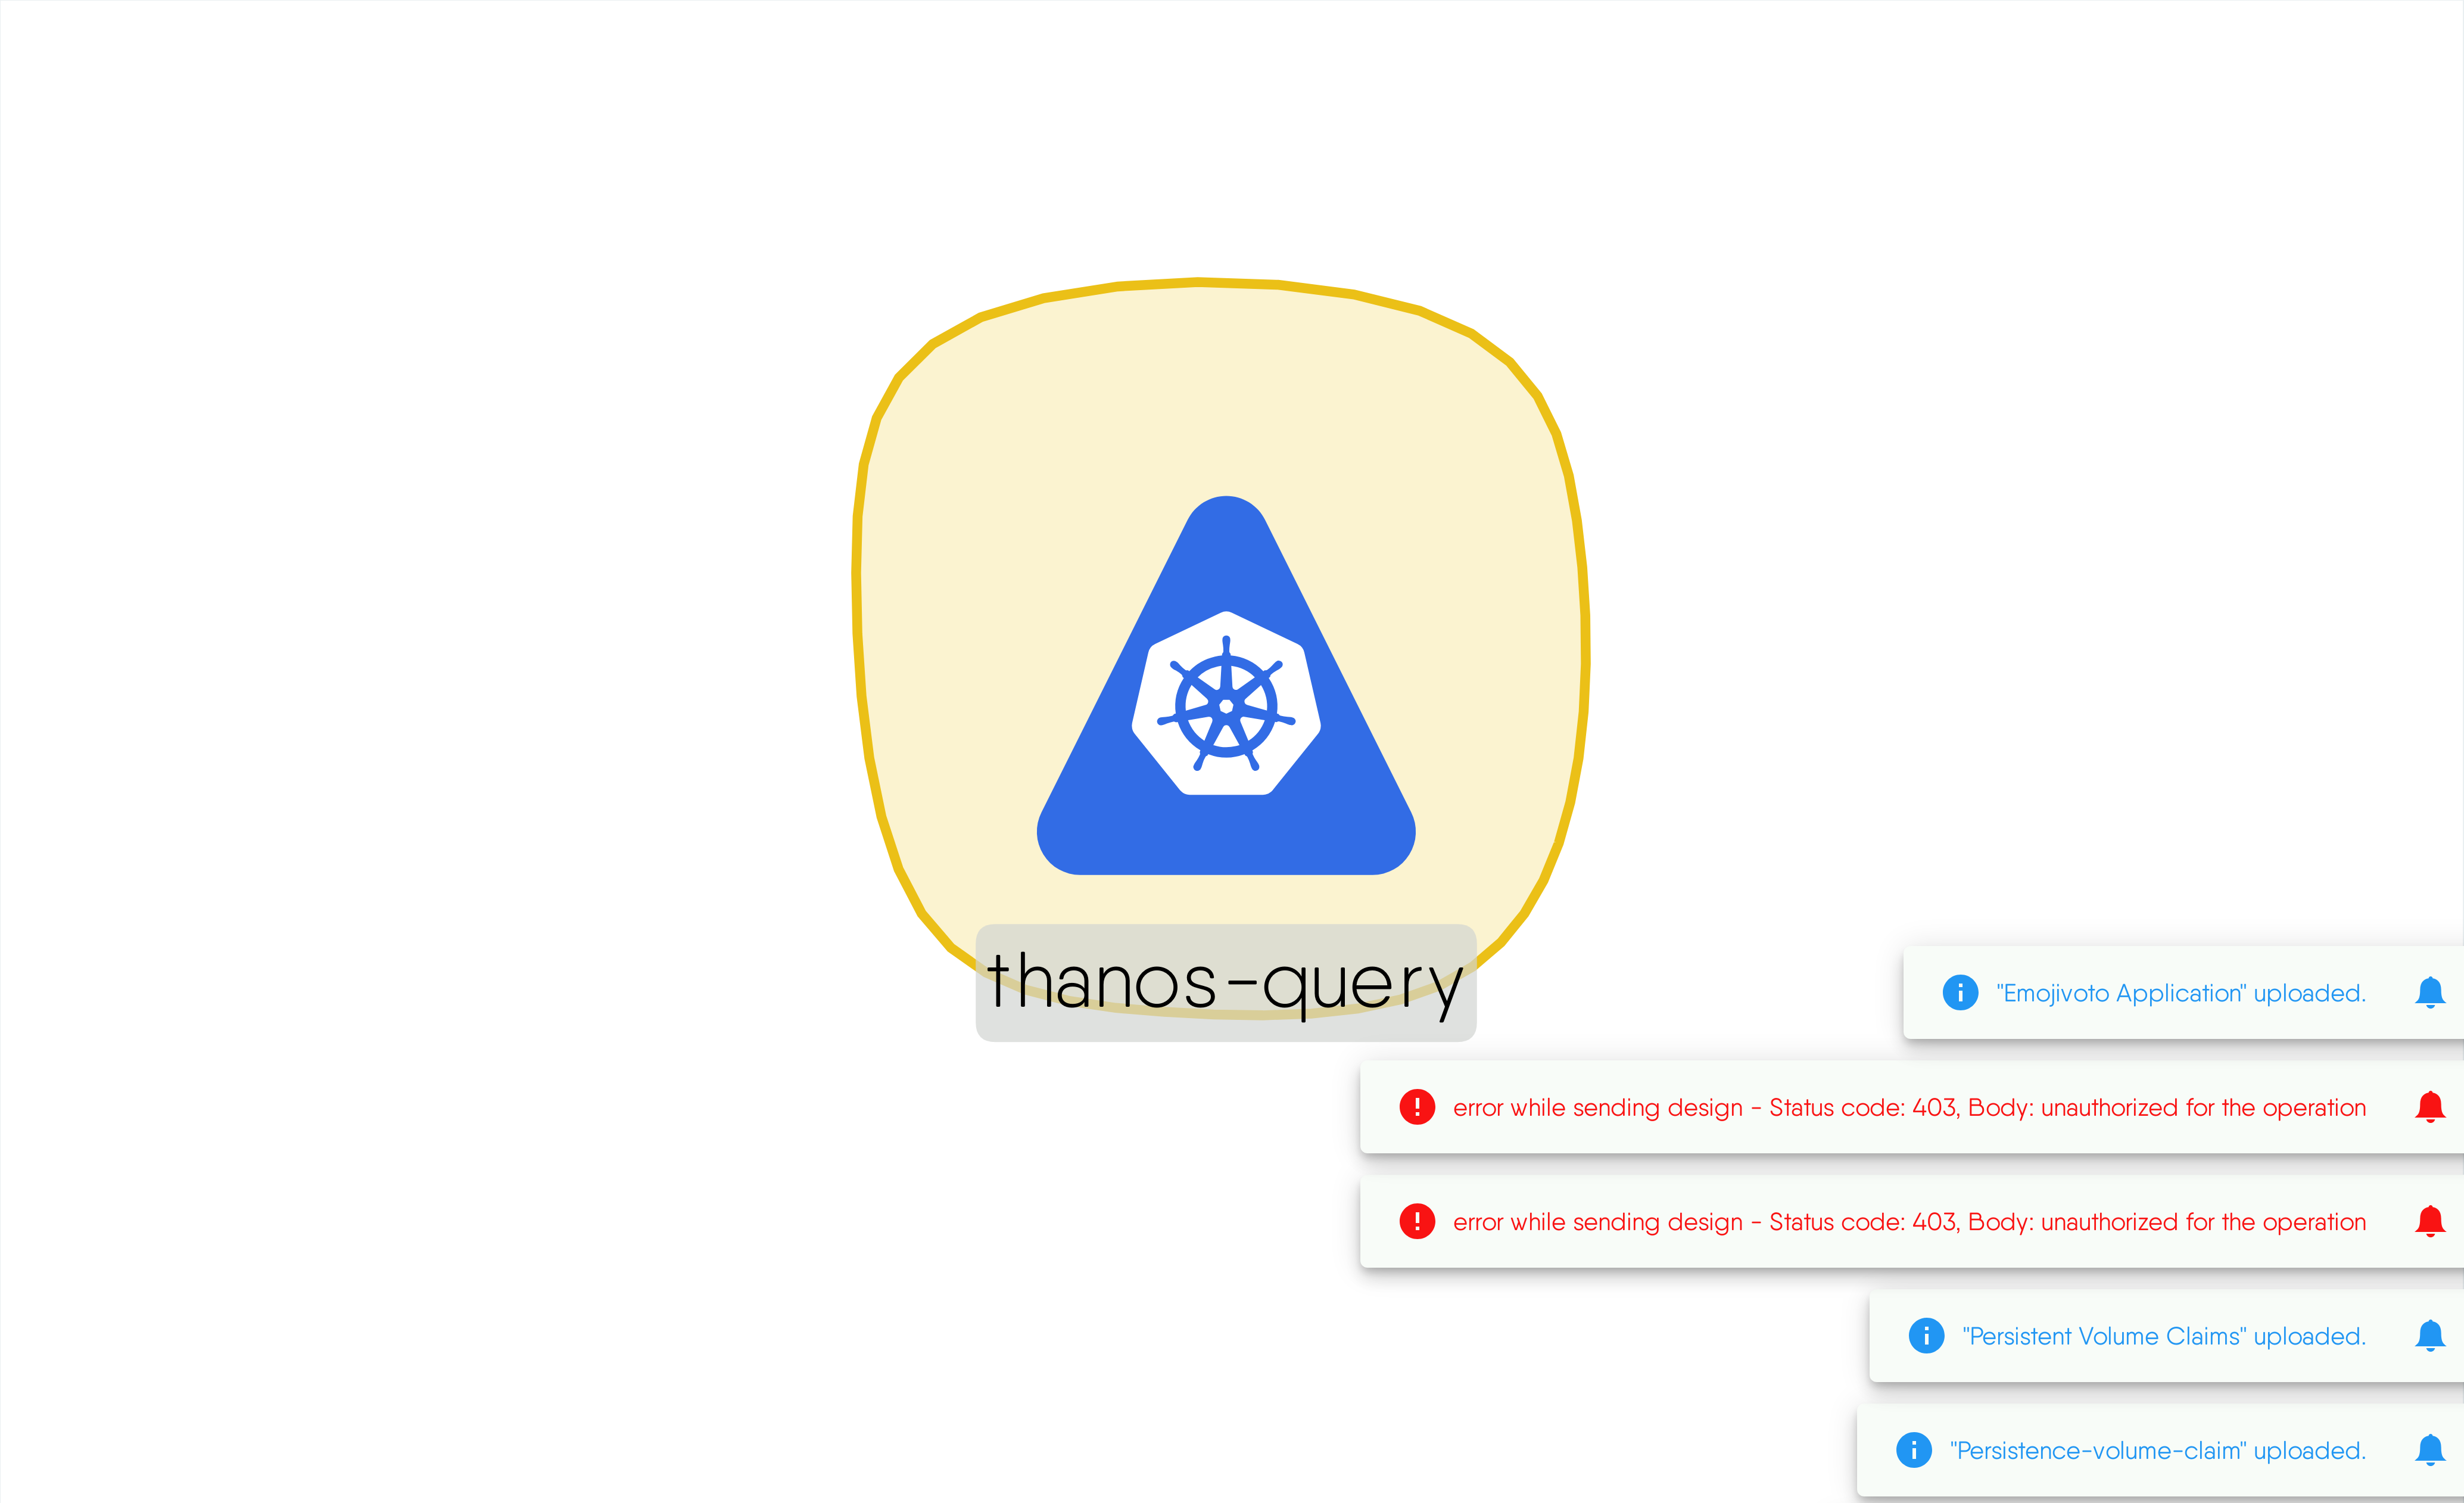 thanos-query
"Emojivoto Application" uploaded.
error while sending design - Status code: 403, Body: unauthorized for the operation
error while sending design - Status code: 403, Body: unauthorized for the operation
"Persistent Volume Claims" uploaded.
"Persistence-volume-claim" uploaded.